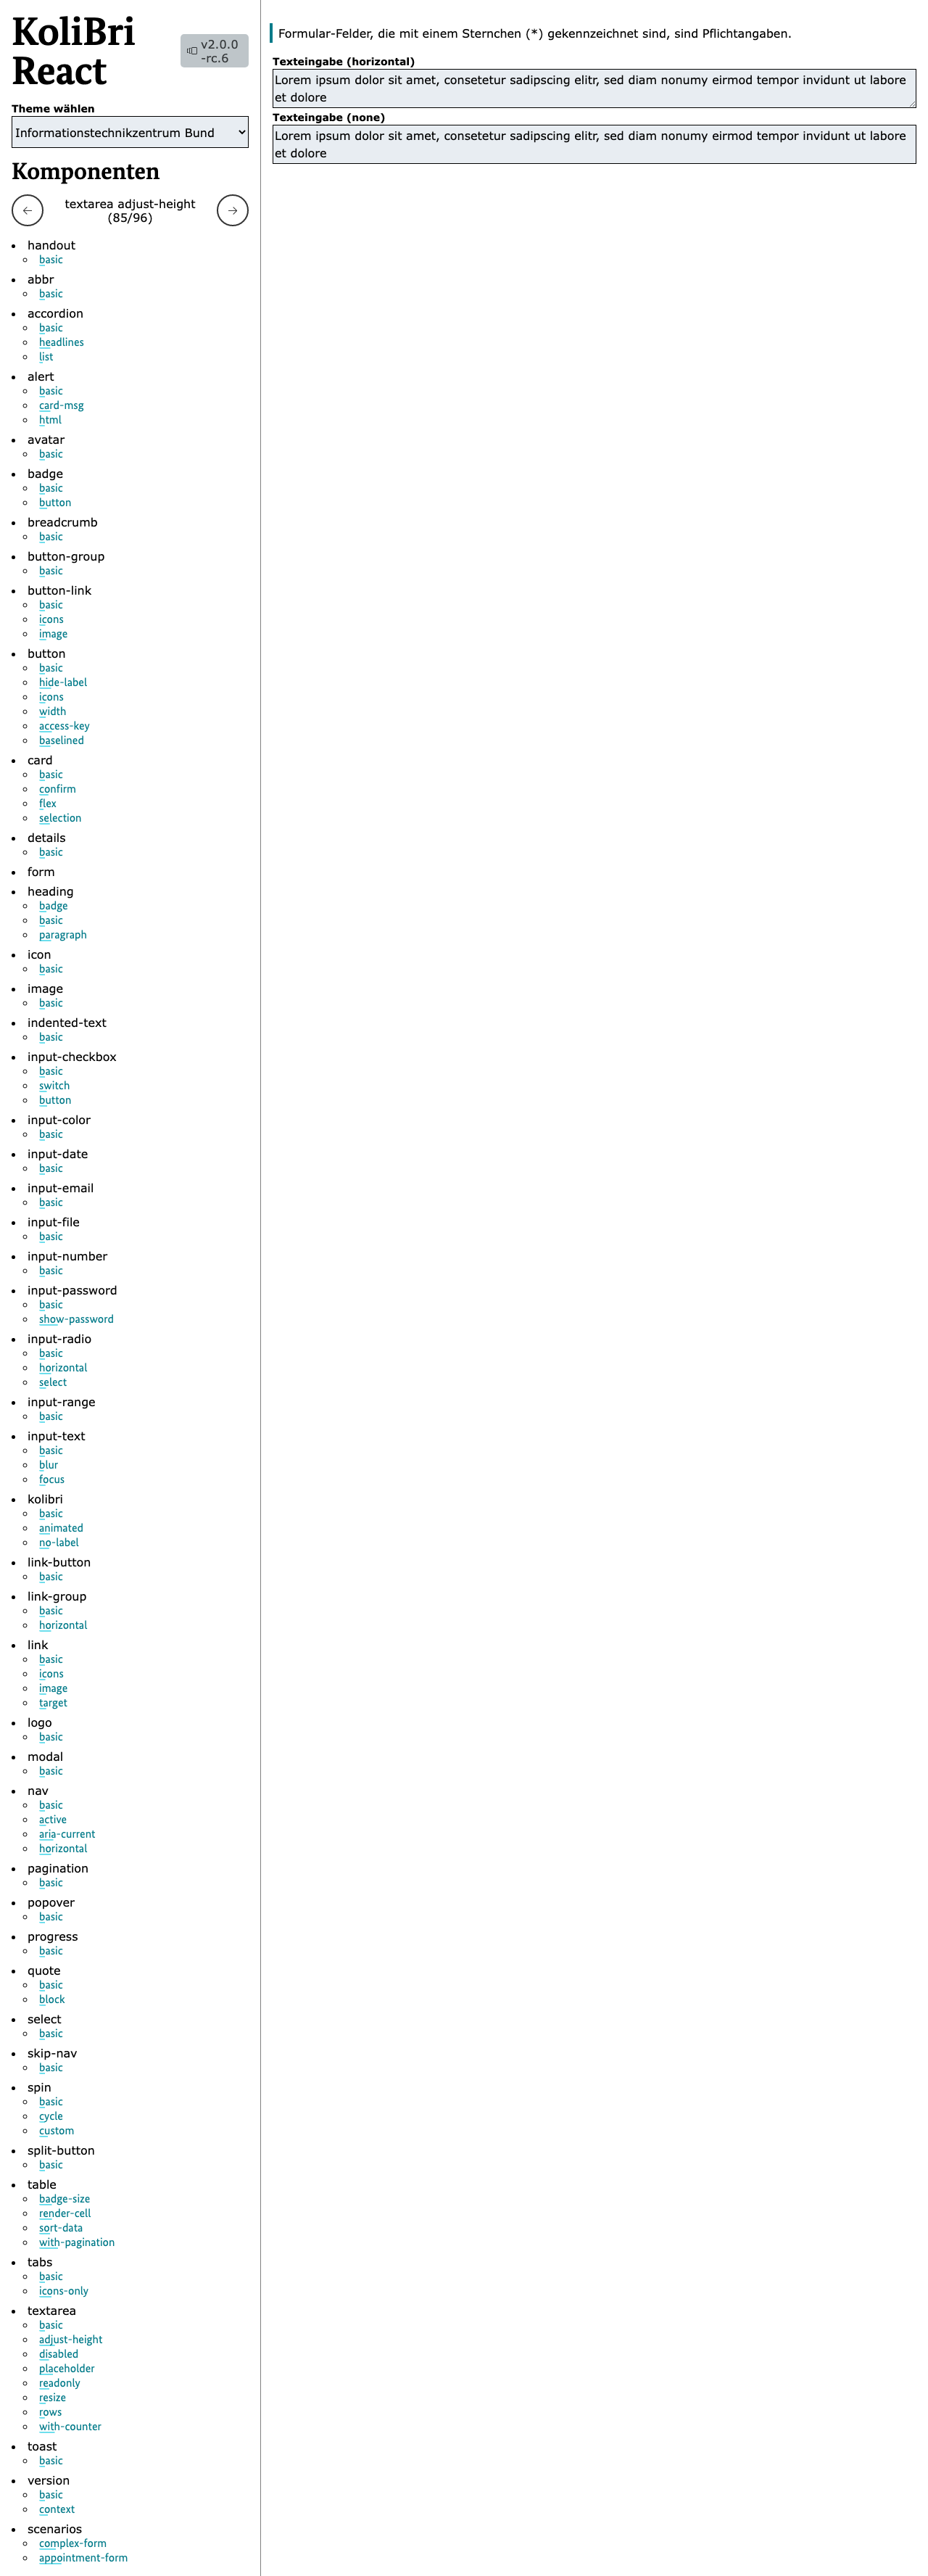 KoliBri
React
v2.0.0
-rc.6
Theme wählen
Informationstechnikzentrum Bund
Komponenten
←
textarea adjust-height
(85/96)
→
handout
basic
abbr
basic
accordion
basic
headlines
list
alert
basic
card-msg
html
avatar
basic
badge
basic
button
breadcrumb
basic
button-group
basic
button-link
basic
icons
image
button
basic
hide-label
icons
width
access-key
baselined
card
basic
confirm
flex
selection
details
basic
form
heading
badge
basic
paragraph
icon
basic
image
basic
indented-text
basic
input-checkbox
basic
switch
button
input-color
basic
input-date
basic
input-email
basic
input-file
basic
input-number
basic
input-password
basic
show-password
input-radio
basic
horizontal
select
input-range
basic
input-text
basic
blur
focus
kolibri
basic
animated
no-label
link-button
basic
link-group
basic
horizontal
link
basic
icons
image
target
logo
basic
modal
basic
nav
basic
active
aria-current
horizontal
pagination
basic
popover
basic
progress
basic
quote
basic
block
select
basic
skip-nav
basic
spin
basic
cycle
custom
split-button
basic
table
badge-size
render-cell
sort-data
with-pagination
tabs
basic
icons-only
textarea
basic
adjust-height
disabled
placeholder
readonly
resize
rows
with-counter
toast
basic
version
basic
context
scenarios
complex-form
appointment-form
Formular-Felder, die mit einem Sternchen (*) gekennzeichnet sind, sind Pflichtangaben.
Texteingabe (horizontal)
Lorem ipsum dolor sit amet, consetetur sadipscing elitr, sed diam nonumy eirmod tempor invidunt ut labore
et dolore
Texteingabe (none)
Lorem ipsum dolor sit amet, consetetur sadipscing elitr, sed diam nonumy eirmod tempor invidunt ut labore
et dolore